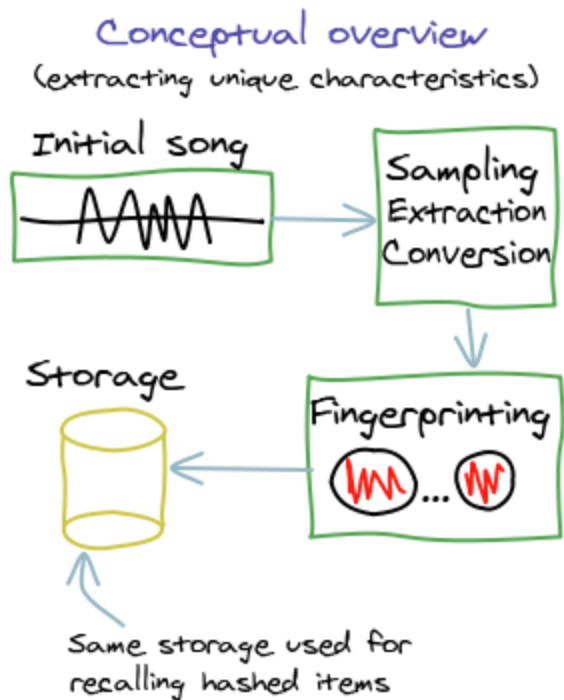 Conceptual overview
(extracting unique characteristics)
Initial song
Sampling
Extraction
Conversion
Storage
Fingerprinting
...
Same storage used for
recalling hashed items